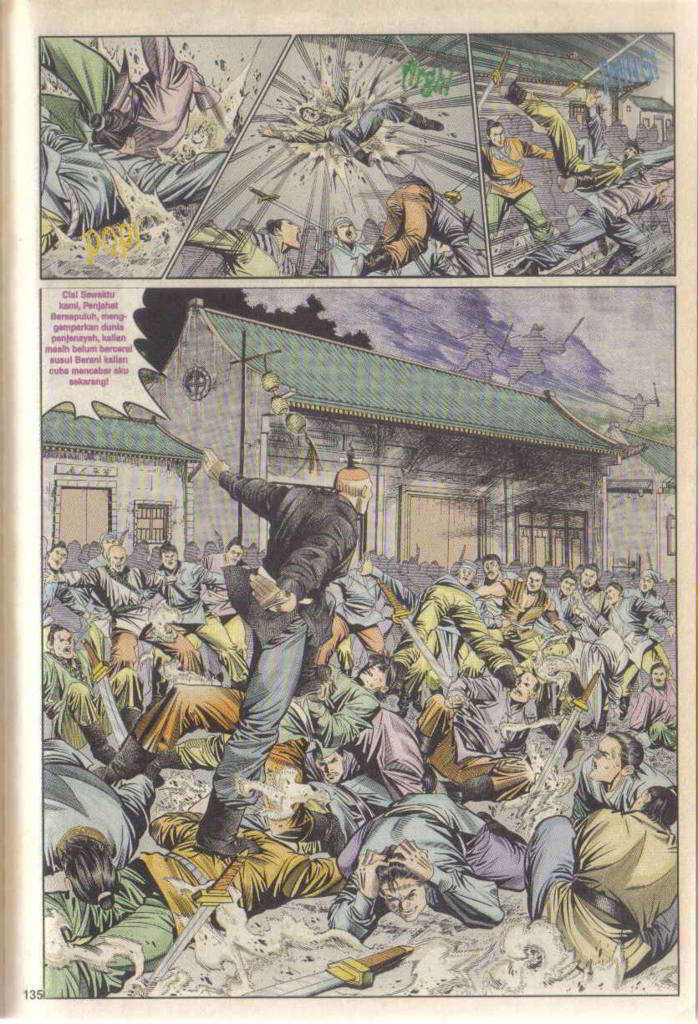 pop!
Argh!
Cis! Sewaktu
kami, Penjahat
Bersepuluh, meng-
gemparkan dunia
penjenayah, kalian
masih belum bercerai
susu! Berani kalian
cuba mencabar aku
sekarang!
135